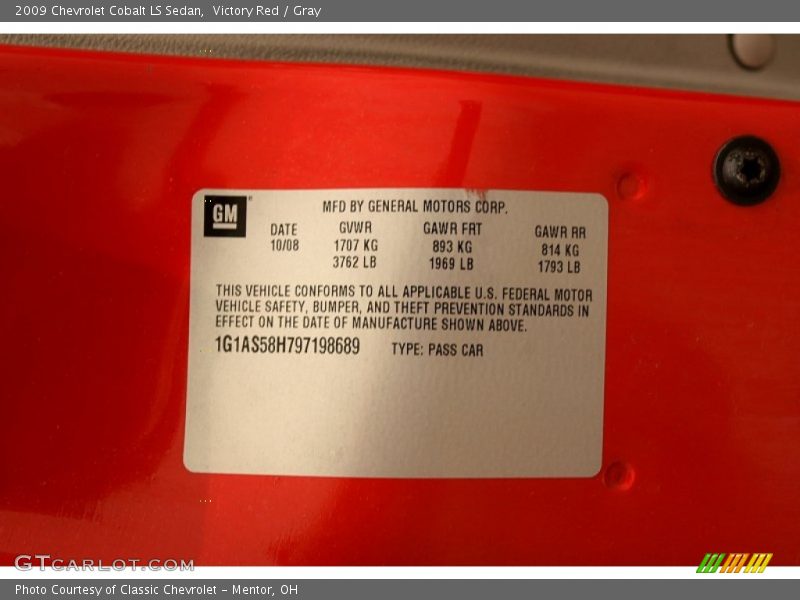 2009 Chevrolet Cobalt LS Sedan, Victory Red / Gray
GM
MFD BY GENERAL MOTORS CORP.
DATE GVWR GAWR FRT GAWR RR
10/08 1707 KG 893 KG 814 KG
3762 LB 1969 LB 1793 LB
THIS VEHICLE CONFORMS TO ALL APPLICABLE U.S. FEDERAL MOTOR
VEHICLE SAFETY, BUMPER, AND THEFT PREVENTION STANDARDS IN
EFFECT ON THE DATE OF MANUFACTURE SHOWN ABOVE.
1G1AS58H797198689 TYPE: PASS CAR
GTCARLOT.COM
Photo Courtesy of Classic Chevrolet - Mentor, OH